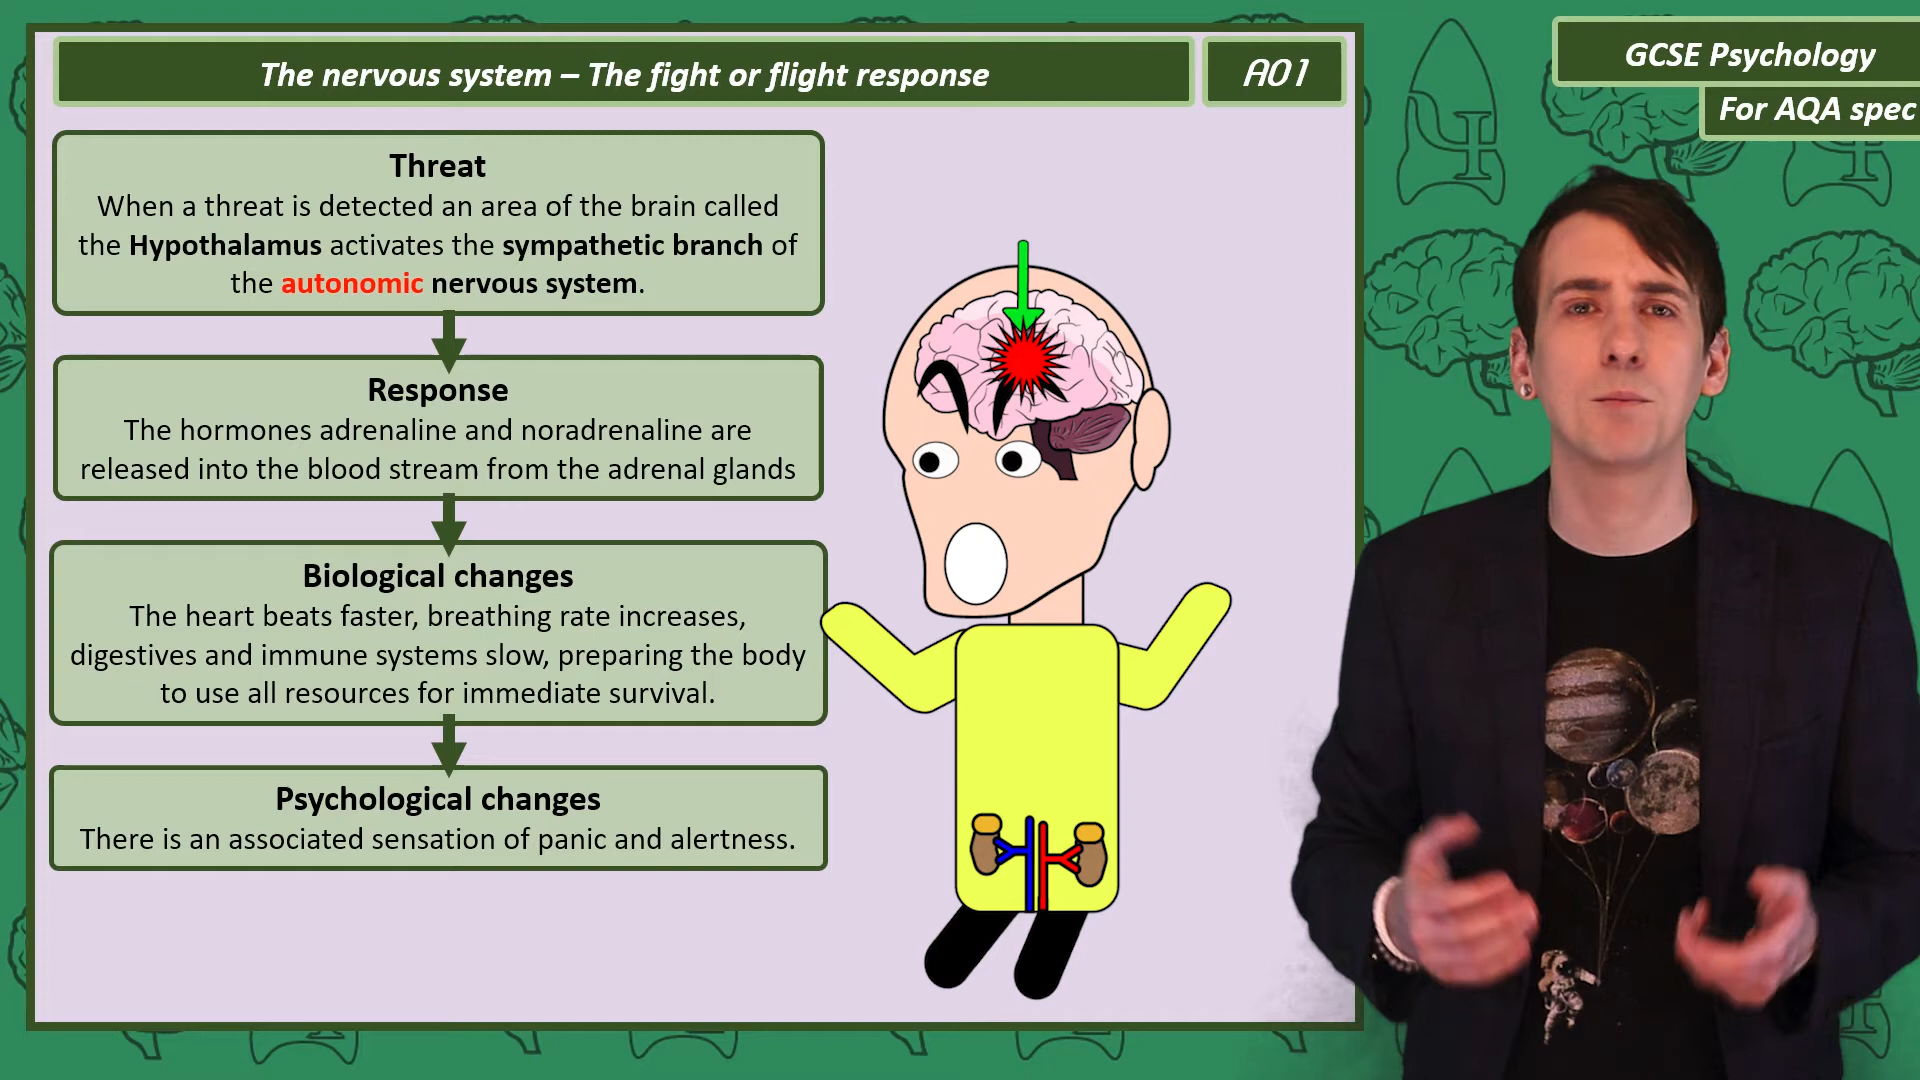 The nervous system – The fight or flight response
AO1
GCSE Psychology
For AQA spec
Threat
When a threat is detected an area of the brain called
the Hypothalamus activates the sympathetic branch of
the autonomic nervous system.
Response
The hormones adrenaline and noradrenaline are
released into the blood stream from the adrenal glands
Biological changes
The heart beats faster, breathing rate increases,
digestives and immune systems slow, preparing the body
to use all resources for immediate survival.
Psychological changes
There is an associated sensation of panic and alertness.